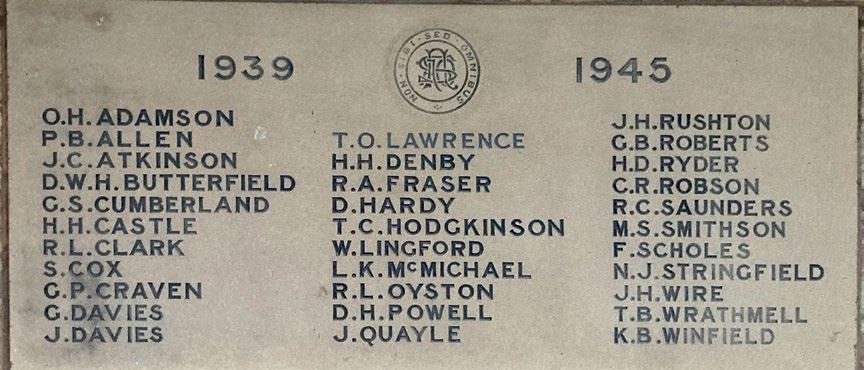 1939
NON · SIBI · SED · OMNIBUS
1945
O.H.ADAMSON
P.B.ALLEN
J.C.ATKINSON
D.W.H.BUTTERFIELD
G.S.CUMBERLAND
H.H.CASTLE
R.L.CLARK
S.COX
G.P.CRAVEN
G.DAVIES
J.DAVIES
T.O.LAWRENCE
H.H.DENBY
R.A.FRASER
D.HARDY
T.C.HODGKINSON
W.LINGFORD
L.K.McMICHAEL
R.L.OYSTON
D.H.POWELL
J.QUAYLE
J.H.RUSHTON
G.B.ROBERTS
H.D.RYDER
C.R.ROBSON
R.C.SAUNDERS
M.S.SMITHSON
F.SCHOLES
N.J.STRINGFIELD
J.H.WIRE
T.B.WRATHMELL
K.B.WINFIELD